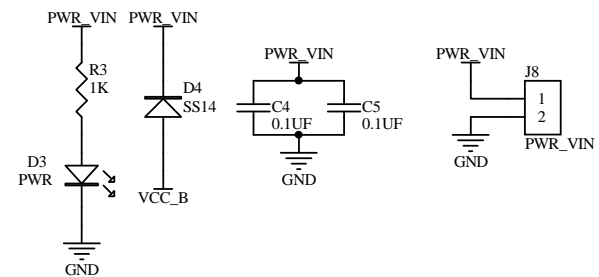 PWR_VIN
R3
1K
D3
PWR
GND
PWR_VIN
D4
SS14
VCC_B
PWR_VIN
C4
0.1UF
C5
0.1UF
GND
PWR_VIN
J8
1
2
GND
PWR_VIN